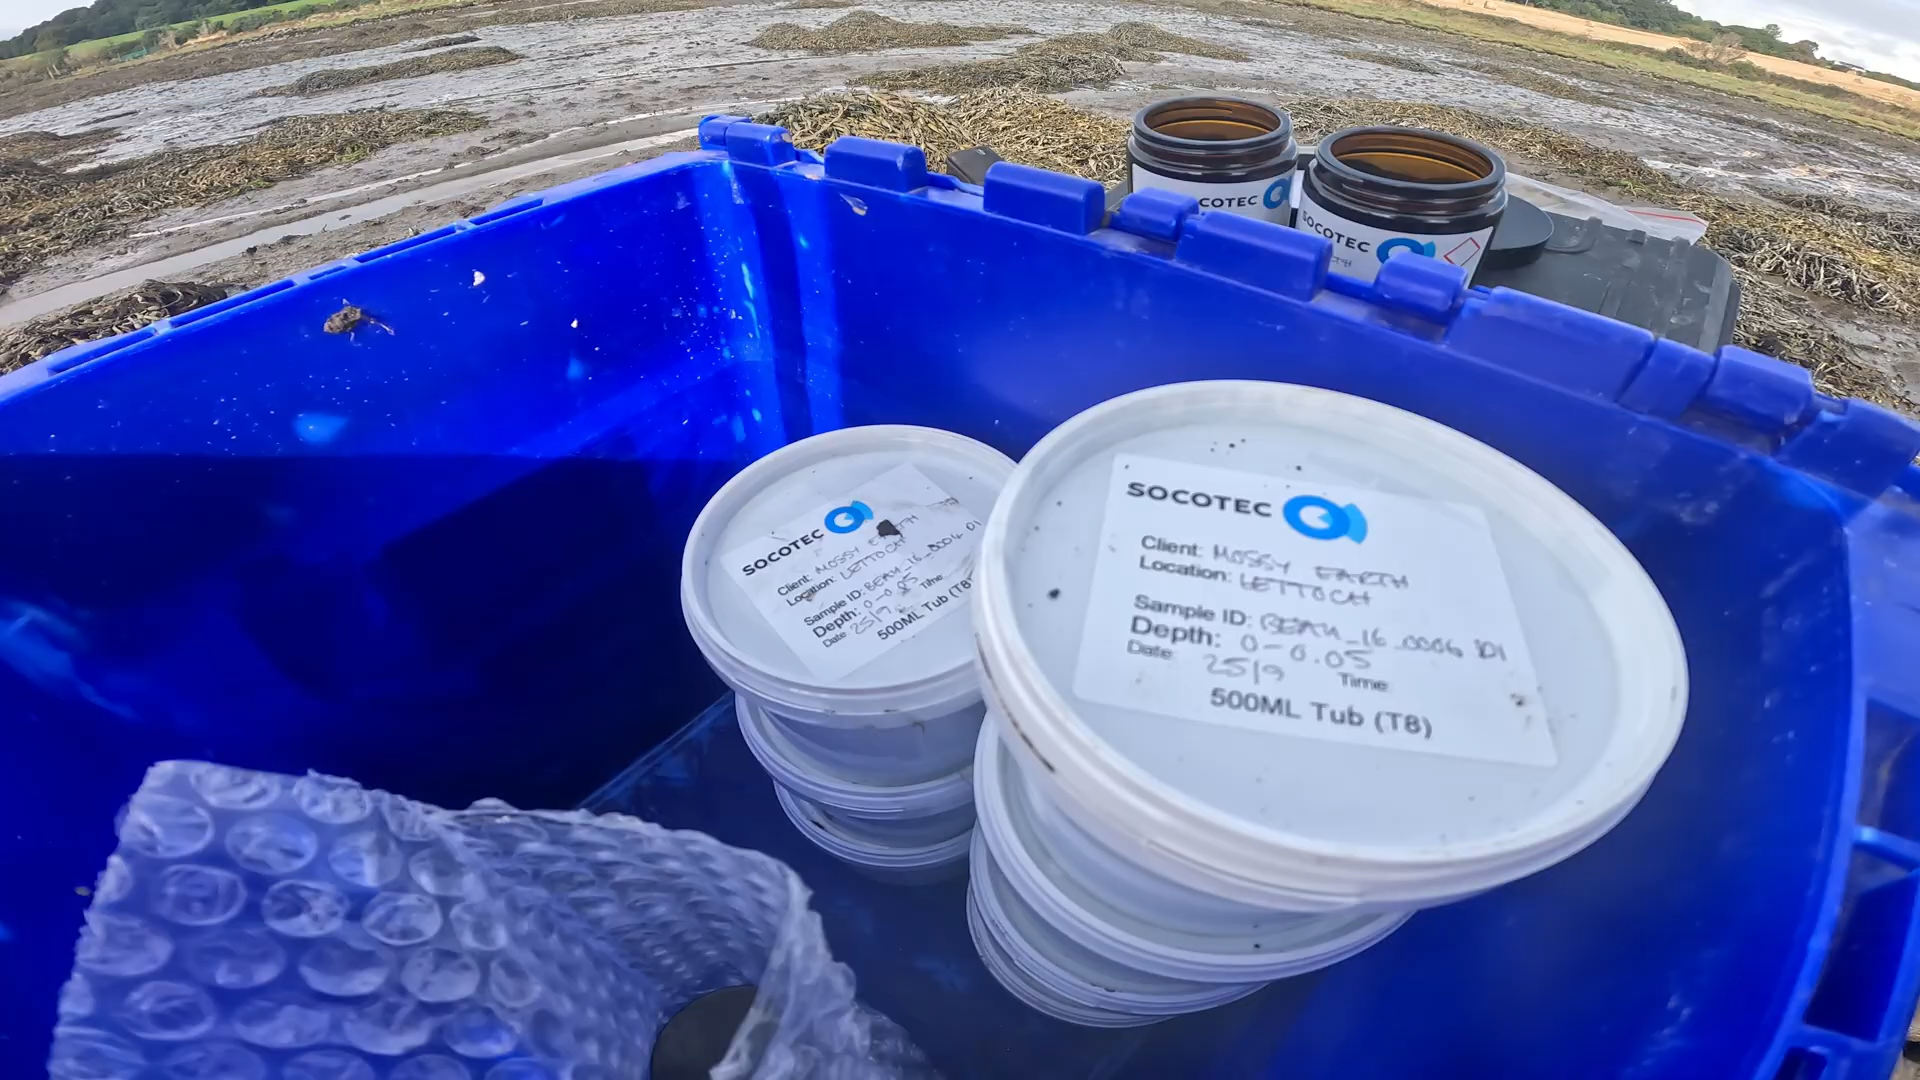 SOCOTEC
SOCOTEC
SOCOTEC
Client: MOSSY EARTH
Location: LETTOCH
Sample ID:
Depth: 0-0.05
Date 25/9 Time
500ML Tub (T8)
SOCOTEC
Client: MOSSY EARTH
Location: LETTOCH
Sample ID:
Depth: 0-0.05
Date 25/9 Time
500ML Tub (T8)